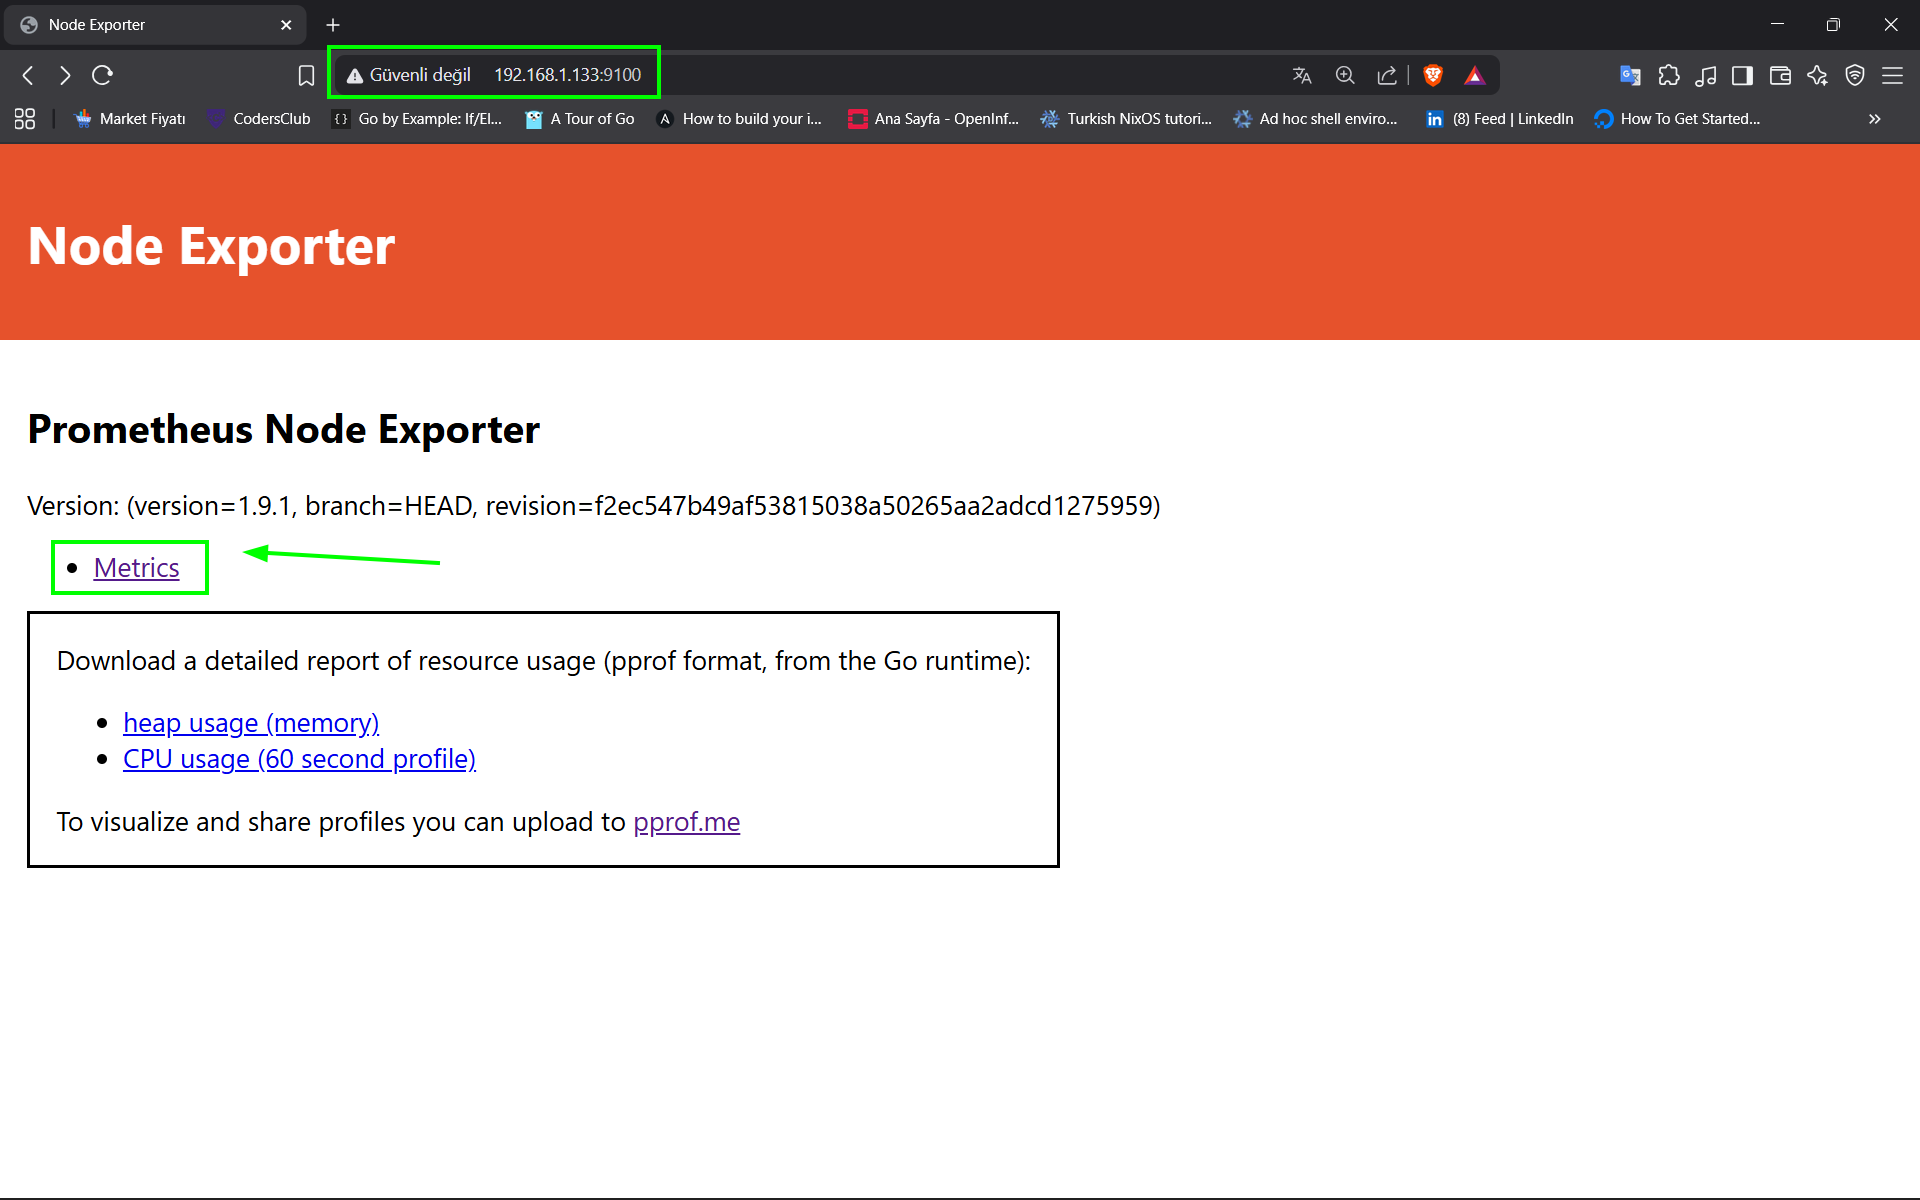 Node Exporter
Güvenli değil 192.168.1.133:9100
Market Fiyatı CodersClub Go by Example: If/El... A Tour of Go How to build your i... Ana Sayfa - OpenInf... Turkish NixOS tutori... Ad hoc shell enviro... (8) Feed | LinkedIn How To Get Started...
Node Exporter
Prometheus Node Exporter
Version: (version=1.9.1, branch=HEAD, revision=f2ec547b49af53815038a50265aa2adcd1275959)
Metrics
Download a detailed report of resource usage (pprof format, from the Go runtime):
heap usage (memory)
CPU usage (60 second profile)
To visualize and share profiles you can upload to pprof.me